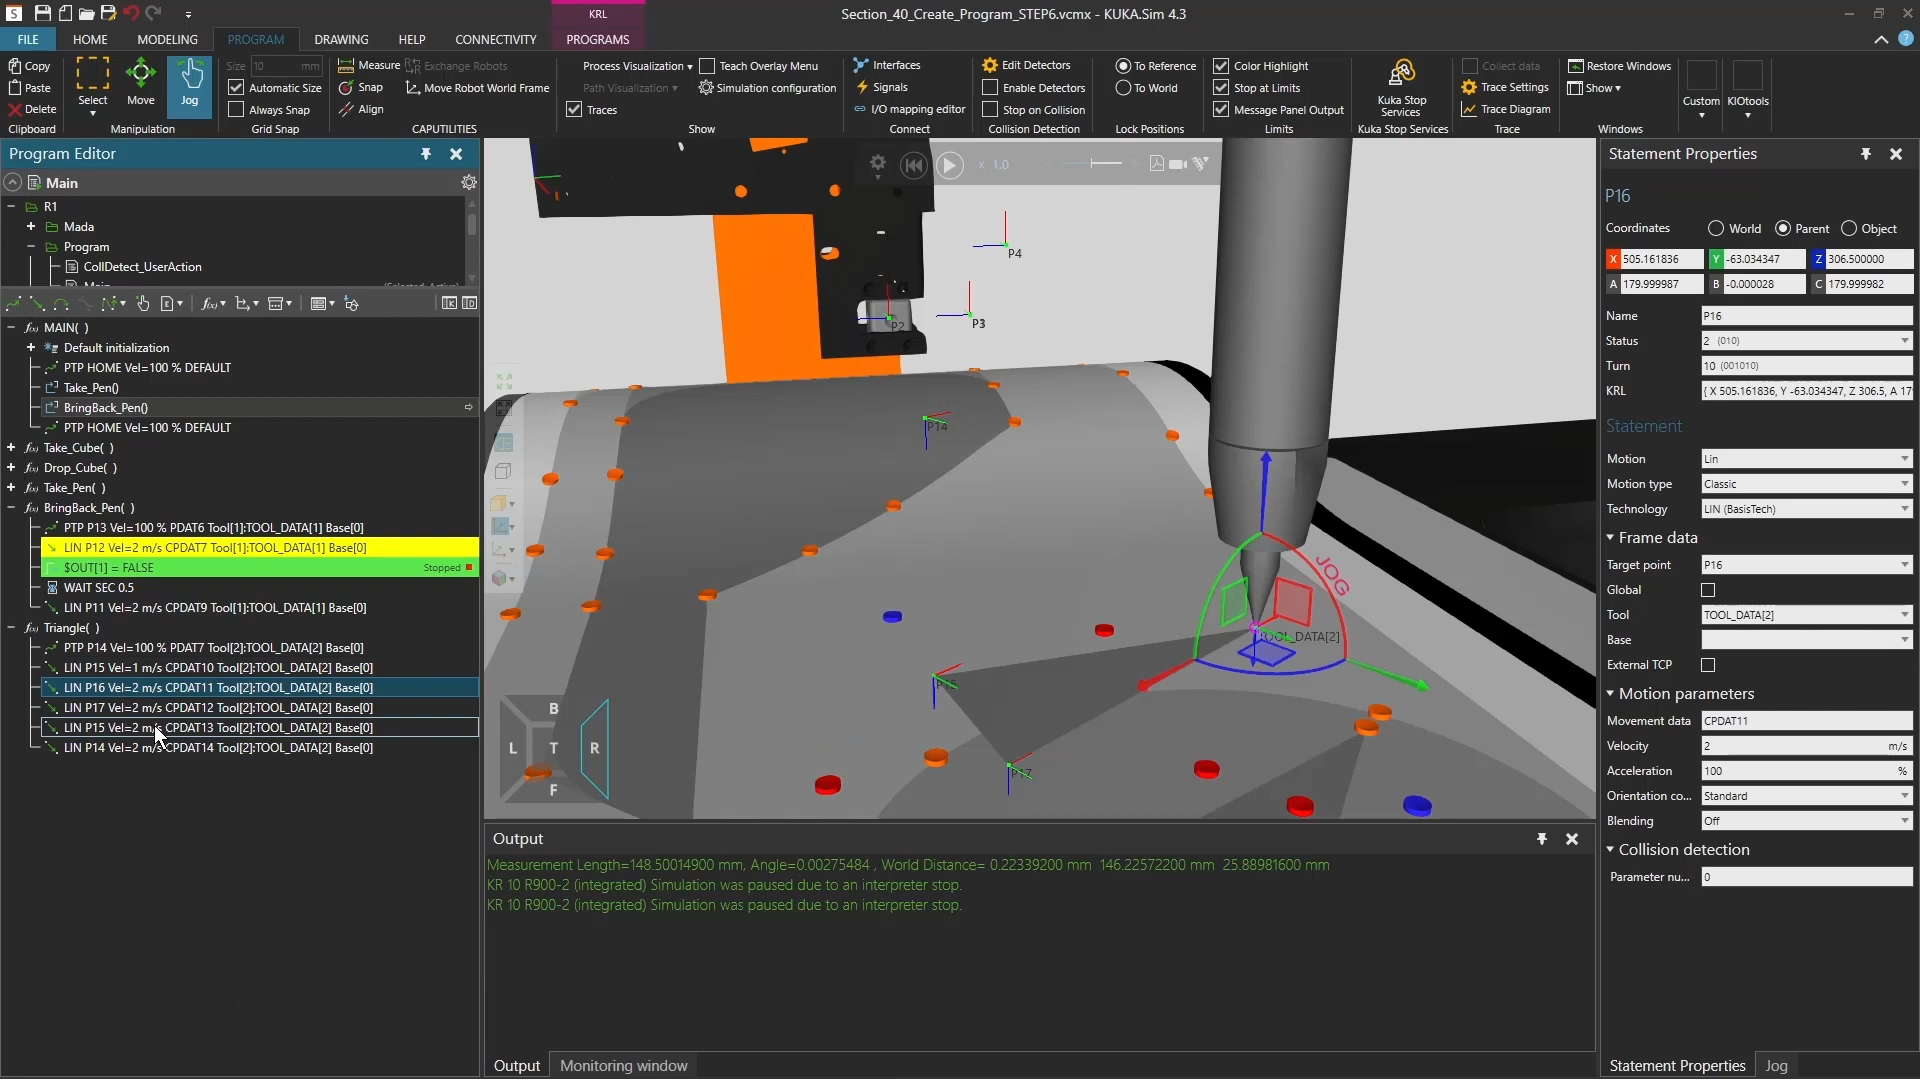 Section_40_Create_Program_STEP6.vcmx - KUKA.Sim 4.3
KRL
FILE HOME MODELING PROGRAM DRAWING HELP CONNECTIVITY PROGRAMS
Copy
Paste
Delete
Clipboard
Select Move Jog
Manipulation
Size 10 mm
Automatic Size
Always Snap
Grid Snap
Measure Exchange Robots
Snap Move Robot World Frame
Align
CAPUTILITIES
Process Visualization Teach Overlay Menu
Path Visualization Simulation configuration
Traces
Show
Interfaces
Signals
I/O mapping editor
Connect
Edit Detectors
Enable Detectors
Stop on Collision
Collision Detection
To Reference
To World
Lock Positions
Color Highlight
Stop at Limits
Message Panel Output
Limits
Kuka Stop Services
Kuka Stop Services
Collect data
Trace Settings
Trace Diagram
Trace
Restore Windows
Show
Windows
Custom
KIOtools
Program Editor
Main
R1
Mada
Program
CollDetect_UserAction
MAIN( )
Default initialization
PTP HOME Vel=100 % DEFAULT
Take_Pen()
BringBack_Pen()
PTP HOME Vel=100 % DEFAULT
Take_Cube( )
Drop_Cube( )
Take_Pen( )
BringBack_Pen( )
PTP P13 Vel=100 % PDAT6 Tool[1]:TOOL_DATA[1] Base[0]
LIN P12 Vel=2 m/s CPDAT7 Tool[1]:TOOL_DATA[1] Base[0]
$OUT[1] = FALSE Stopped
WAIT SEC 0.5
LIN P11 Vel=2 m/s CPDAT9 Tool[1]:TOOL_DATA[1] Base[0]
Triangle( )
PTP P14 Vel=100 % PDAT7 Tool[2]:TOOL_DATA[2] Base[0]
LIN P15 Vel=1 m/s CPDAT10 Tool[2]:TOOL_DATA[2] Base[0]
LIN P16 Vel=2 m/s CPDAT11 Tool[2]:TOOL_DATA[2] Base[0]
LIN P17 Vel=2 m/s CPDAT12 Tool[2]:TOOL_DATA[2] Base[0]
LIN P15 Vel=2 m/s CPDAT13 Tool[2]:TOOL_DATA[2] Base[0]
LIN P14 Vel=2 m/s CPDAT14 Tool[2]:TOOL_DATA[2] Base[0]
x 1.0
P4
P3
P2
P14
JOG
TOOL_DATA[2]
P15
P17
B
L T R
F
Output
Measurement Length=148.50014900 mm, Angle=0.00275484 , World Distance= 0.22339200 mm 146.22572200 mm 25.88981600 mm
KR 10 R900-2 (integrated) Simulation was paused due to an interpreter stop.
KR 10 R900-2 (integrated) Simulation was paused due to an interpreter stop.
Output Monitoring window
Statement Properties
P16
Coordinates World Parent Object
X 505.161836 Y -63.034347 Z 306.500000
A 179.999987 B -0.000028 C 179.999982
Name P16
Status 2 (010)
Turn 10 (001010)
KRL { X 505.161836, Y -63.034347, Z 306.5, A 17
Statement
Motion Lin
Motion type Classic
Technology LIN (BasisTech)
Frame data
Target point P16
Global
Tool TOOL_DATA[2]
Base
External TCP
Motion parameters
Movement data CPDAT11
Velocity 2 m/s
Acceleration 100 %
Orientation co... Standard
Blending Off
Collision detection
Parameter nu... 0
Statement Properties Jog